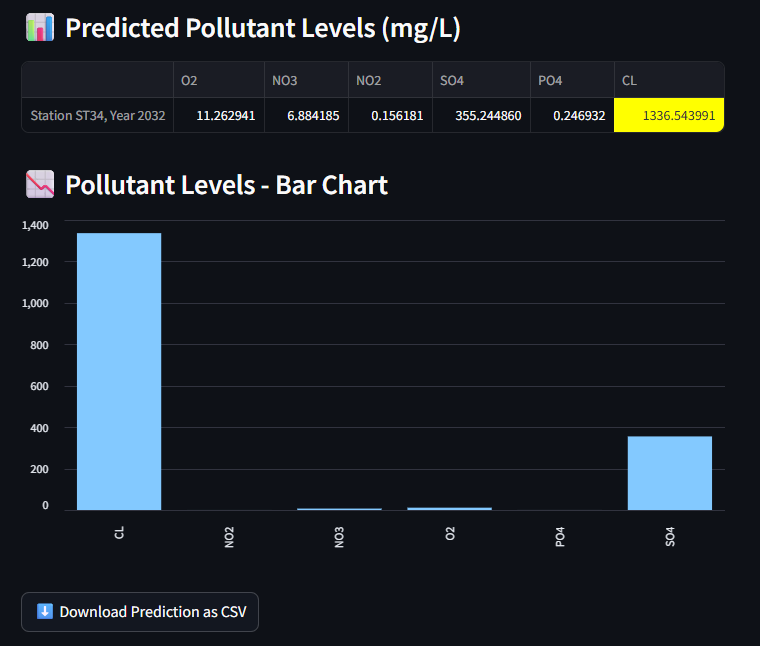 Predicted Pollutant Levels (mg/L)
O2 NO3 NO2 SO4 PO4 CL
Station ST34, Year 2032 11.262941 6.884185 0.156181 355.244860 0.246932 1336.543991
Pollutant Levels - Bar Chart
1,400
1,200
1,000
800
600
400
200
0
CL NO2 NO3 O2 PO4 SO4
Download Prediction as CSV